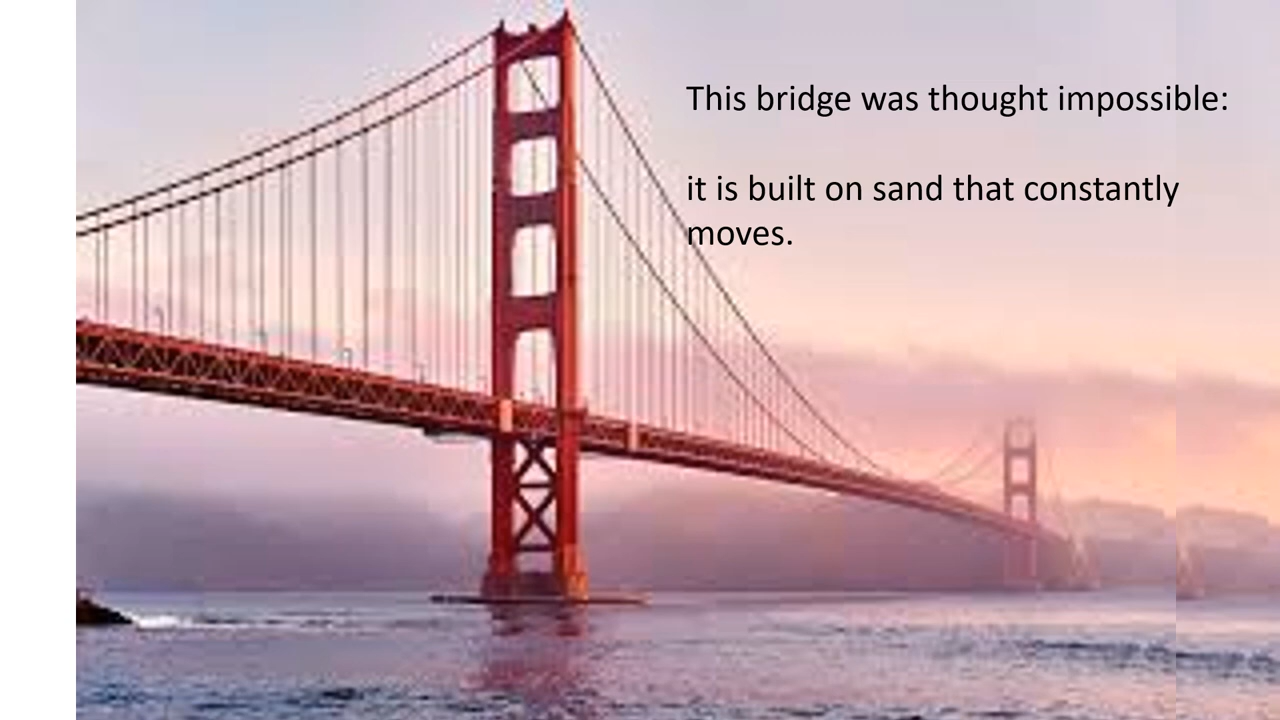 This bridge was thought impossible:
it is built on sand that constantly
moves.